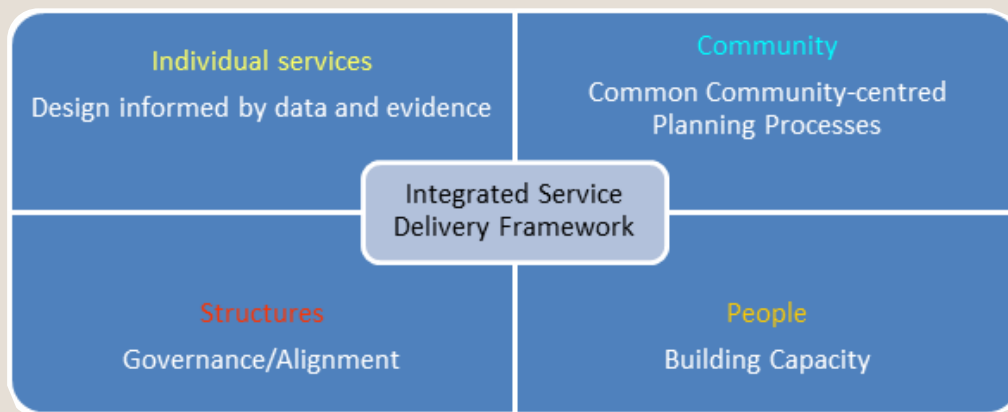 Individual services
Design informed by data and evidence
Community
Common Community-centred
Planning Processes
Integrated Service
Delivery Framework
Structures
Governance/Alignment
People
Building Capacity